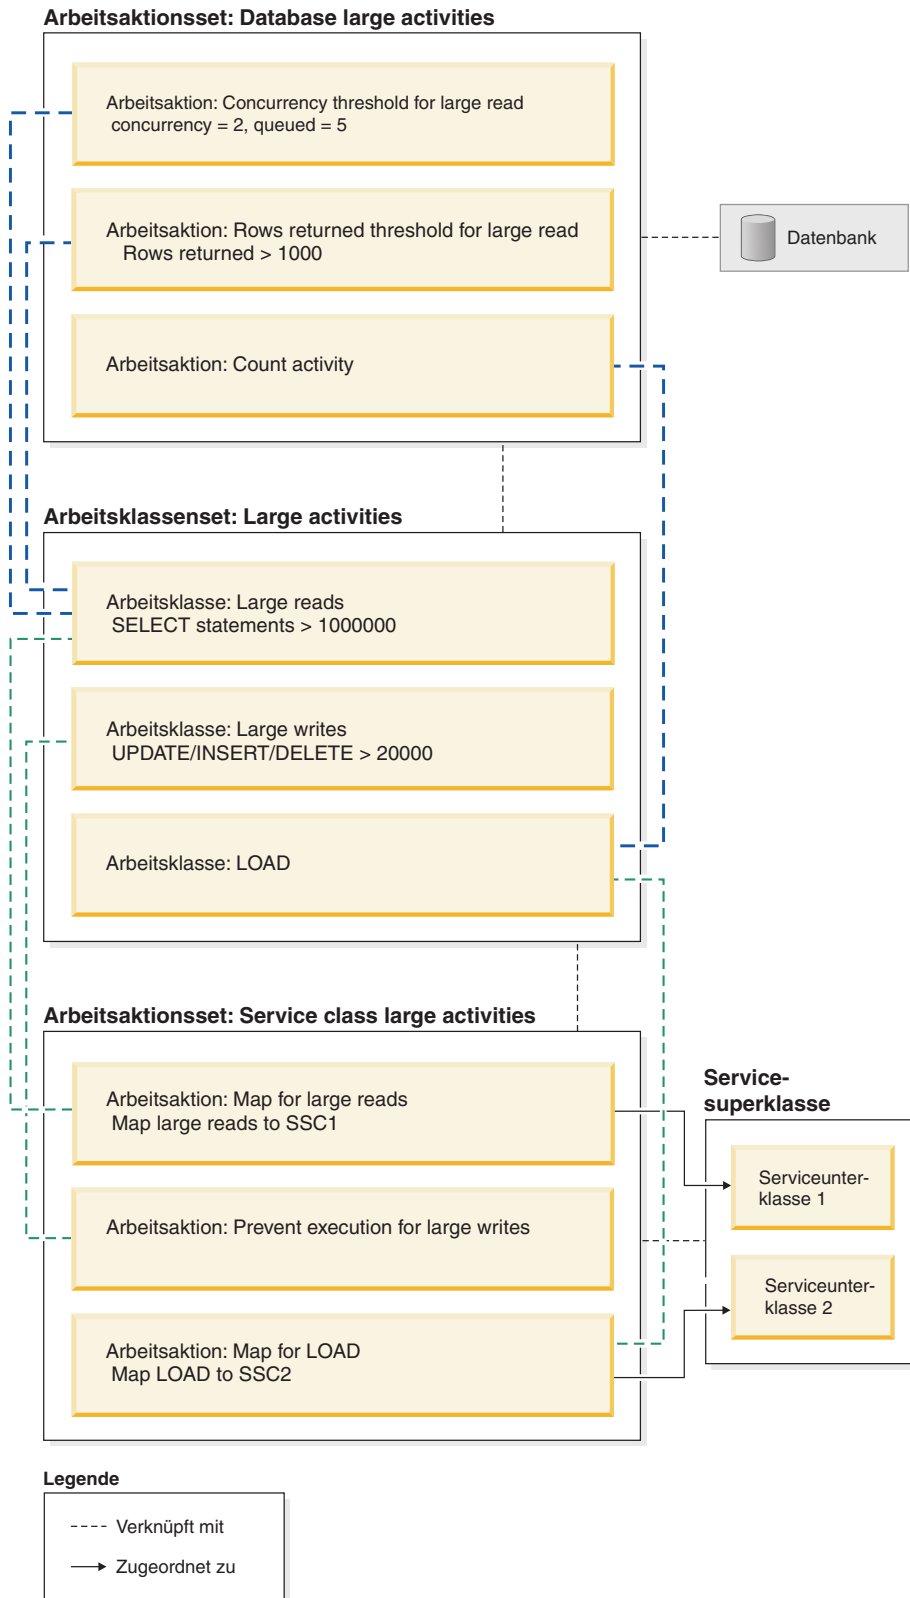 Arbeitsaktionsset: Database large activities
Arbeitsaktion: Concurrency threshold for large read
concurrency = 2, queued = 5
Arbeitsaktion: Rows returned threshold for large read
Rows returned > 1000
Datenbank
Arbeitsaktion: Count activity
Arbeitsklassenset: Large activities
Arbeitsklasse: Large reads
SELECT statements > 1000000
Arbeitsklasse: Large writes
UPDATE/INSERT/DELETE > 20000
Arbeitsklasse: LOAD
Arbeitsaktionsset: Service class large activities
Arbeitsaktion: Map for large reads
Map large reads to SSC1
Arbeitsaktion: Prevent execution for large writes
Arbeitsaktion: Map for LOAD
Map LOAD to SSC2
Service-
superklasse
Serviceunter-
klasse 1
Serviceunter-
klasse 2
Legende
Verknüpft mit
Zugeordnet zu